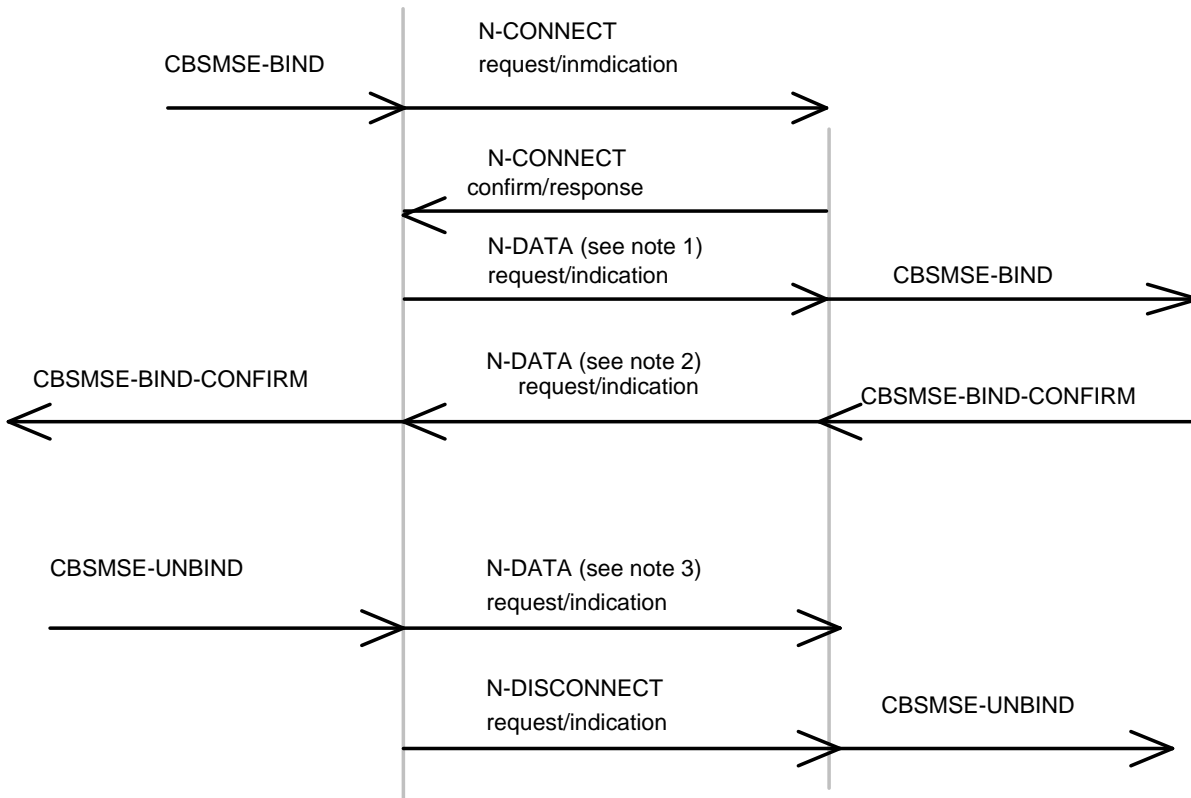 N-CONNECT
CBSMSE-BIND
request/inmdication
N-CONNECT
confirm/response
N-DATA (see note 1)
request/indication
CBSMSE-BIND
N-DATA (see note 2)
request/indication
CBSMSE-BIND-CONFIRM
CBSMSE-BIND-CONFIRM
CBSMSE-UNBIND
N-DATA (see note 3)
request/indication
N-DISCONNECT
request/indication
CBSMSE-UNBIND